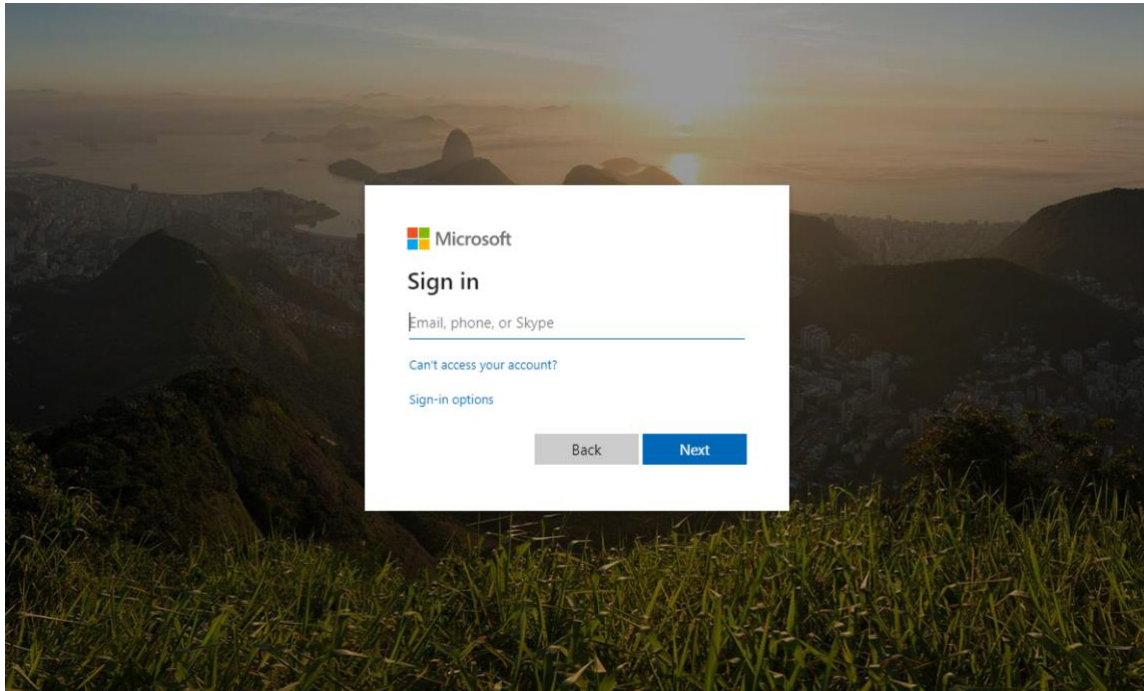 Microsoft
Sign in
Email, phone, or Skype
Can't access your account?
Sign-in options
Back Next